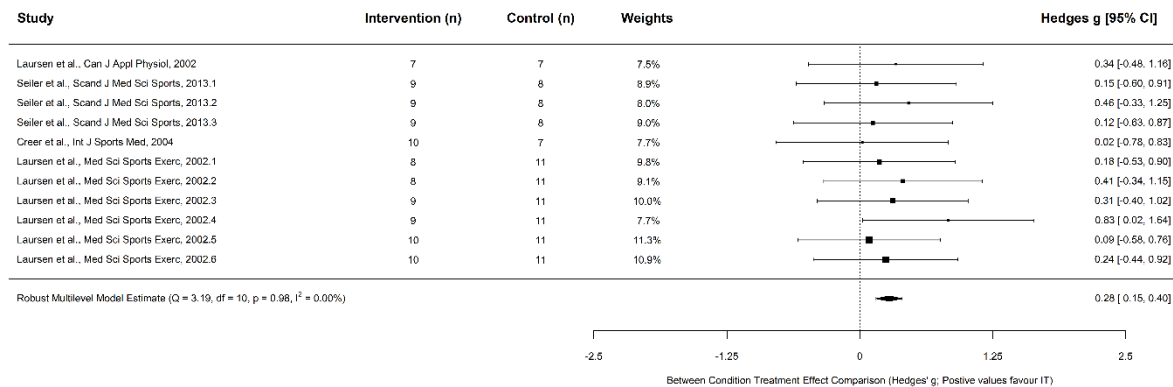 Study Intervention (n) Control (n) Weights Hedges g [95% CI]
Laursen et al., Can J Appl Physiol, 2002 7 7 7.5% 0.34 [-0.48, 1.16]
Seiler et al., Scand J Med Sci Sports, 2013.1 9 8 8.9% 0.15 [-0.60, 0.91]
Seiler et al., Scand J Med Sci Sports, 2013.2 9 8 8.0% 0.46 [-0.33, 1.25]
Seiler et al., Scand J Med Sci Sports, 2013.3 9 8 9.0% 0.12 [-0.63, 0.87]
Creer et al., Int J Sports Med, 2004 10 7 7.7% 0.02 [-0.78, 0.83]
Laursen et al., Med Sci Sports Exerc, 2002.1 8 11 9.8% 0.18 [-0.53, 0.90]
Laursen et al., Med Sci Sports Exerc, 2002.2 8 11 9.1% 0.41 [-0.34, 1.15]
Laursen et al., Med Sci Sports Exerc, 2002.3 9 11 10.0% 0.31 [-0.40, 1.02]
Laursen et al., Med Sci Sports Exerc, 2002.4 9 11 7.7% 0.83 [ 0.02, 1.64]
Laursen et al., Med Sci Sports Exerc, 2002.5 10 11 11.3% 0.09 [-0.58, 0.76]
Laursen et al., Med Sci Sports Exerc, 2002.6 10 11 10.9% 0.24 [-0.44, 0.92]
Robust Multilevel Model Estimate (Q = 3.19, df = 10, p = 0.98, I² = 0.00%) 0.28 [ 0.15, 0.40]
-2.5 -1.25 0 1.25 2.5
Between Condition Treatment Effect Comparison (Hedges' g; Postive values favour IT)